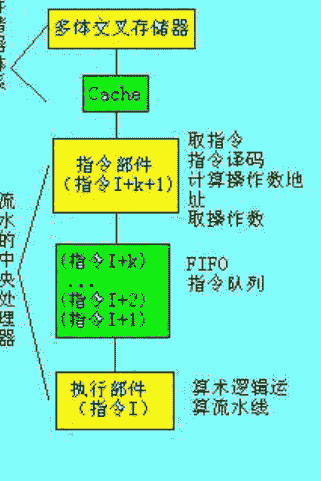 多体交叉存储器
Cache
指令部件
(指令I+k+1)
取指令
指令译码
计算操作数地
址
取操作数
流水的中央处理器
(指令I+k)
...
(指令I+2)
(指令I+1)
FIFO
指令队列
执行部件
(指令I)
算术逻辑运
算流水线